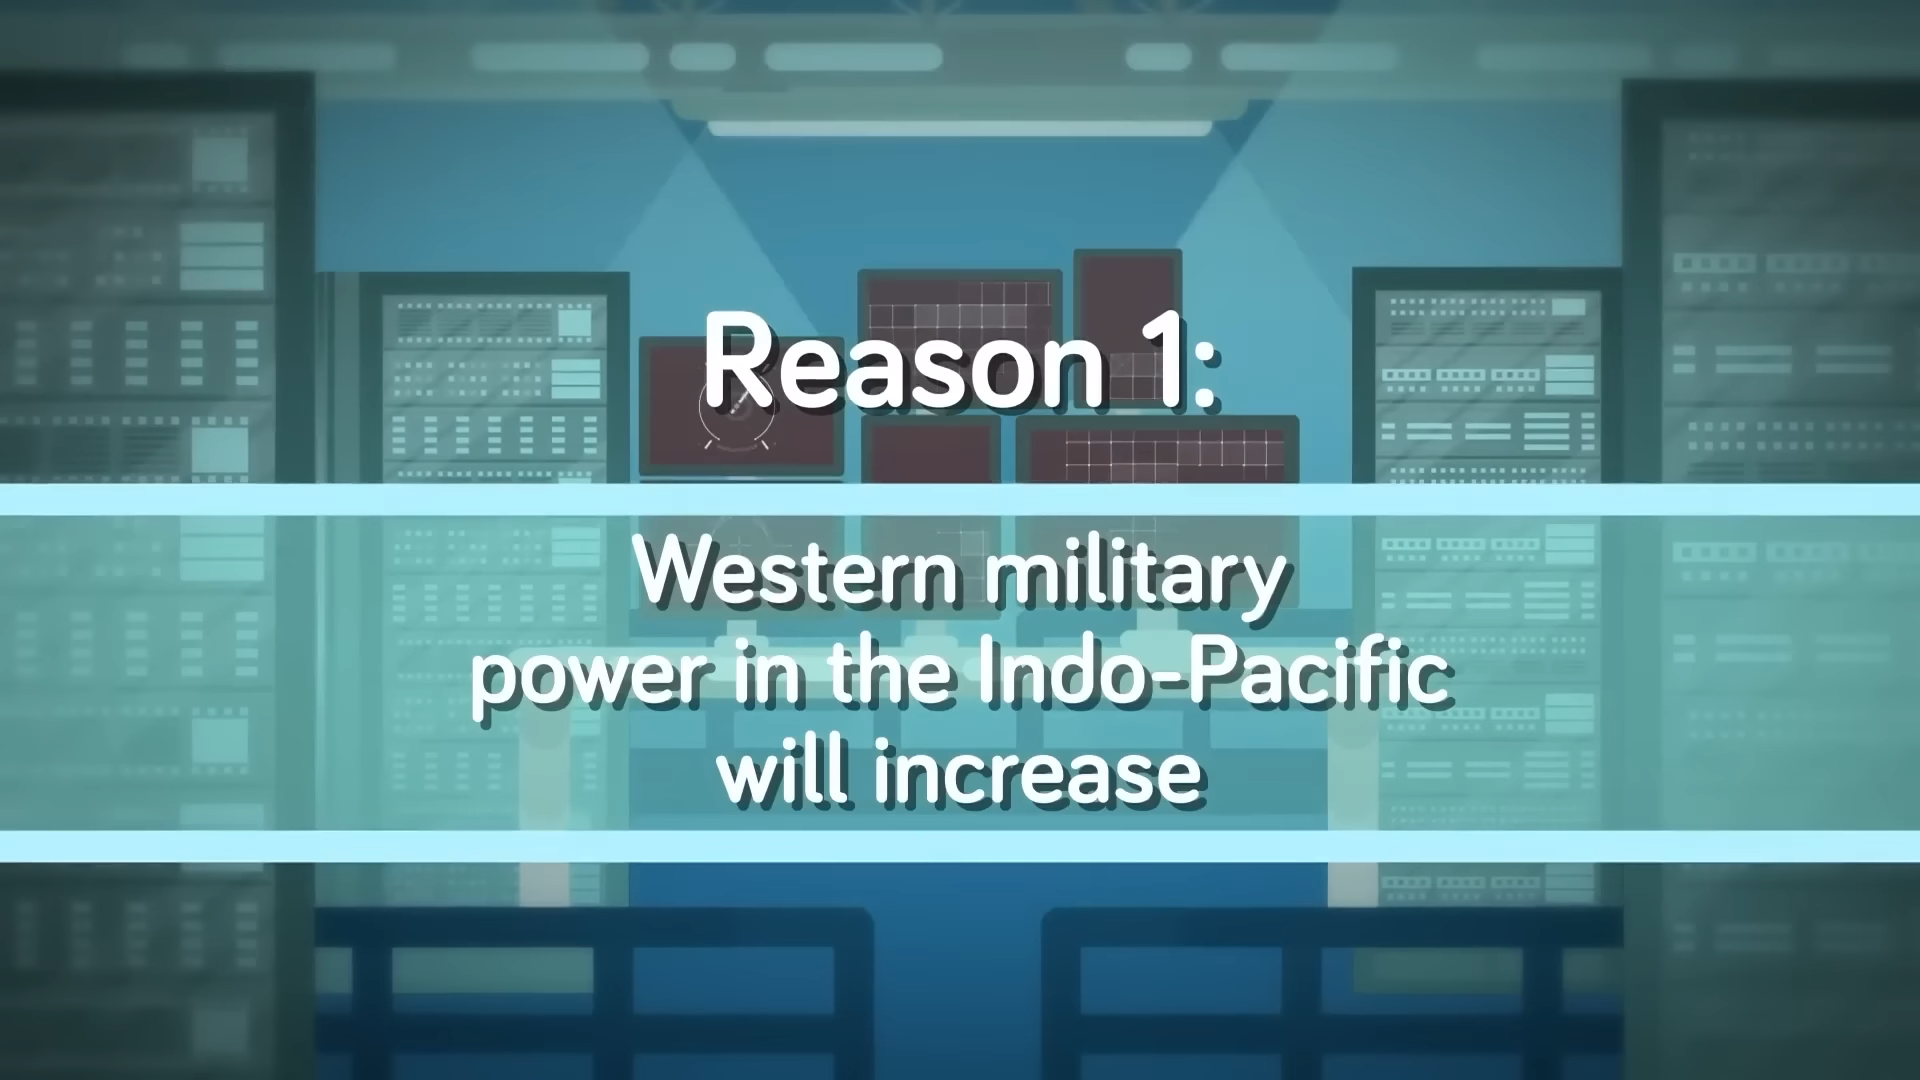 Reason 1:
Western military
power in the Indo-Pacific
will increase